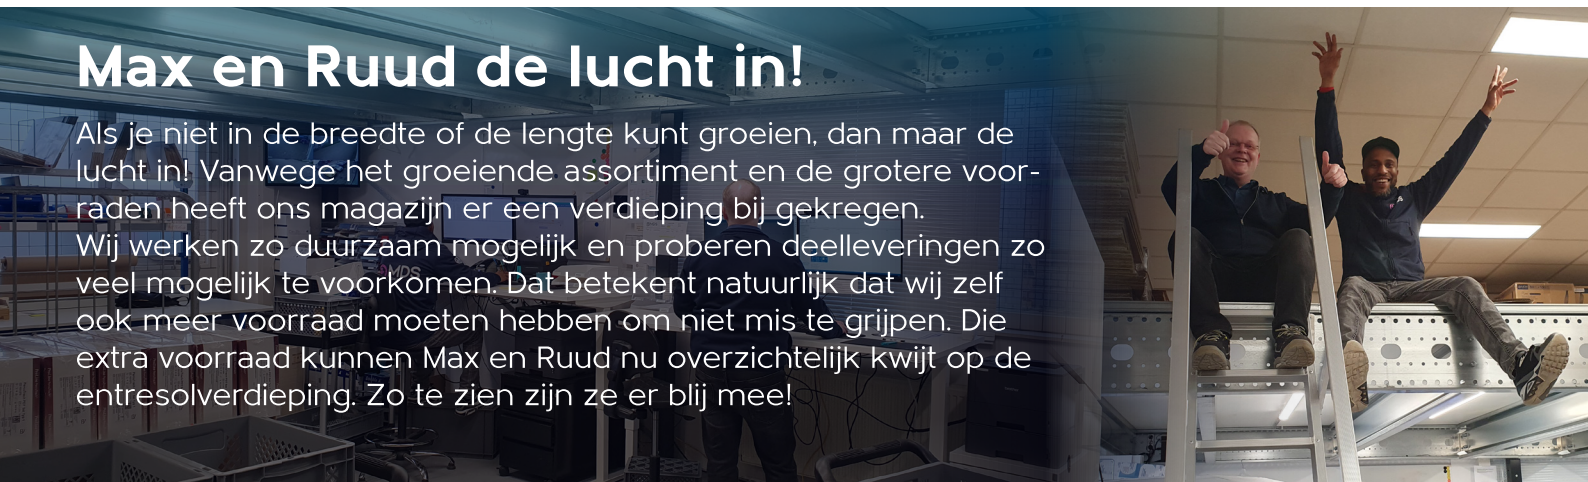 Max en Ruud de lucht in!
Als je niet in de breedte of de lengte kunt groeien, dan maar de
lucht in! Vanwege het groeiende assortiment en de grotere voor-
raden heeft ons magazijn er een verdieping bij gekregen.
Wij werken zo duurzaam mogelijk en proberen deelleveringen zo
veel mogelijk te voorkomen. Dat betekent natuurlijk dat wij zelf
ook meer voorraad moeten hebben om niet mis te grijpen. Die
extra voorraad kunnen Max en Ruud nu overzichtelijk kwijt op de
entresolverdieping. Zo te zien zijn ze er blij mee!
MDS